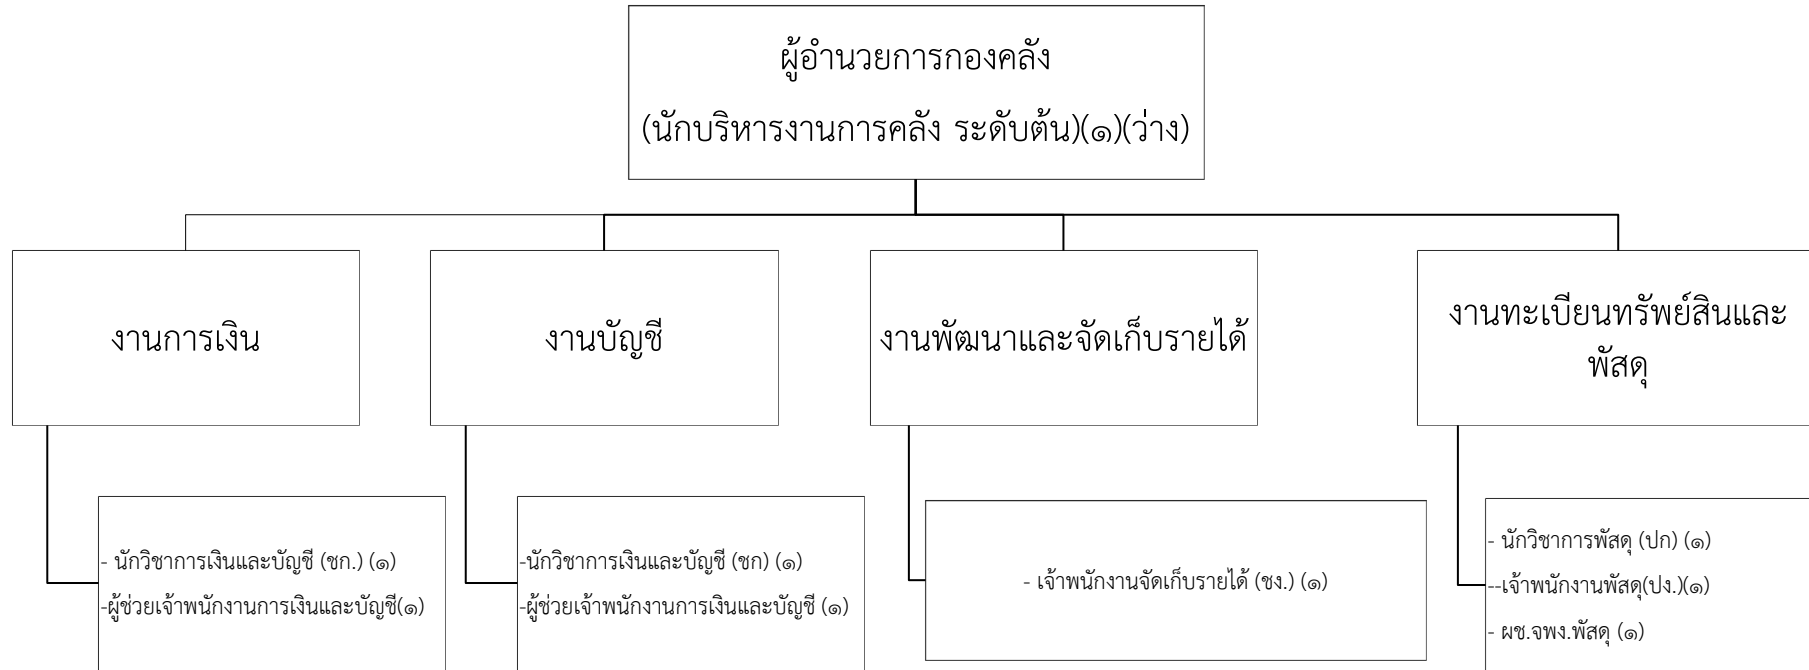 ผู้อำนวยการกองคลัง
(นักบริหารงานการคลัง ระดับต้น)(๑)(ว่าง)
งานการเงิน
งานบัญชี
งานพัฒนาและจัดเก็บรายได้
งานทะเบียนทรัพย์สินและ
พัสดุ
- นักวิชาการเงินและบัญชี (ชก.) (๑)
-ผู้ช่วยเจ้าพนักงานการเงินและบัญชี(๑)
-นักวิชาการเงินและบัญชี (ชก) (๑)
-ผู้ช่วยเจ้าพนักงานการเงินและบัญชี (๑)
- เจ้าพนักงานจัดเก็บรายได้ (ชง.) (๑)
- นักวิชาการพัสดุ (ปก) (๑)
--เจ้าพนักงานพัสดุ(ปง.)(๑)
- ผช.จพง.พัสดุ (๑)